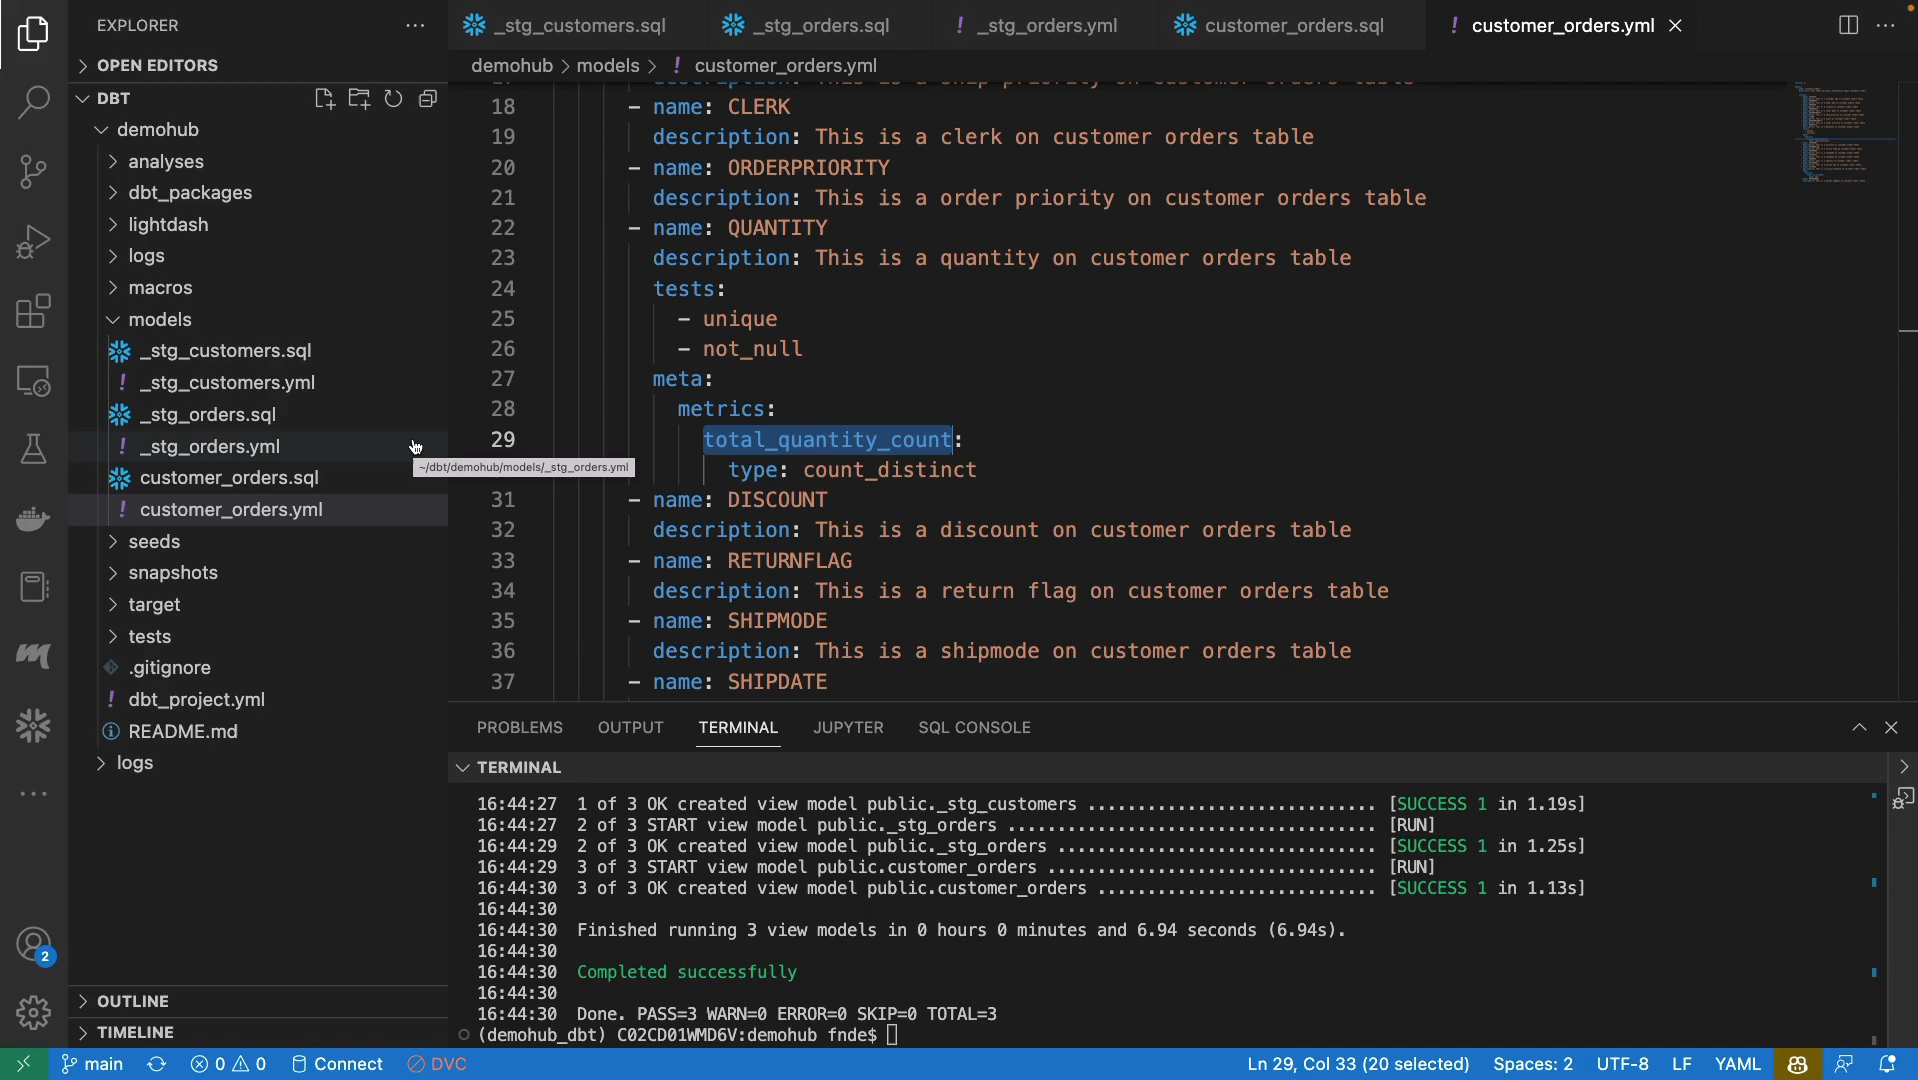 EXPLORER
_stg_customers.sql
_stg_orders.sql
! _stg_orders.yml
customer_orders.sql
! customer_orders.yml
OPEN EDITORS
demohub > models > ! customer_orders.yml
DBT
demohub
analyses
dbt_packages
lightdash
logs
macros
models
_stg_customers.sql
! _stg_customers.yml
_stg_orders.sql
! _stg_orders.yml
customer_orders.sql
! customer_orders.yml
seeds
snapshots
target
tests
.gitignore
! dbt_project.yml
README.md
logs
OUTLINE
TIMELINE
~/dbt/demohub/models/_stg_orders.yml
18 - name: CLERK
19 description: This is a clerk on customer orders table
20 - name: ORDERPRIORITY
21 description: This is a order priority on customer orders table
22 - name: QUANTITY
23 description: This is a quantity on customer orders table
24 tests:
25 - unique
26 - not_null
27 meta:
28 metrics:
29 total_quantity_count:
type: count_distinct
31 - name: DISCOUNT
32 description: This is a discount on customer orders table
33 - name: RETURNFLAG
34 description: This is a return flag on customer orders table
35 - name: SHIPMODE
36 description: This is a shipmode on customer orders table
37 - name: SHIPDATE
PROBLEMS OUTPUT TERMINAL JUPYTER SQL CONSOLE
TERMINAL
16:44:27 1 of 3 OK created view model public._stg_customers ............................. [SUCCESS 1 in 1.19s]
16:44:27 2 of 3 START view model public._stg_orders ..................................... [RUN]
16:44:29 2 of 3 OK created view model public._stg_orders ................................ [SUCCESS 1 in 1.25s]
16:44:29 3 of 3 START view model public.customer_orders ................................. [RUN]
16:44:30 3 of 3 OK created view model public.customer_orders ............................ [SUCCESS 1 in 1.13s]
16:44:30
16:44:30 Finished running 3 view models in 0 hours 0 minutes and 6.94 seconds (6.94s).
16:44:30
16:44:30 Completed successfully
16:44:30
16:44:30 Done. PASS=3 WARN=0 ERROR=0 SKIP=0 TOTAL=3
(demohub_dbt) C02CD01WMD6V:demohub fnde$
2
main 0 0 Connect DVC
Ln 29, Col 33 (20 selected) Spaces: 2 UTF-8 LF YAML